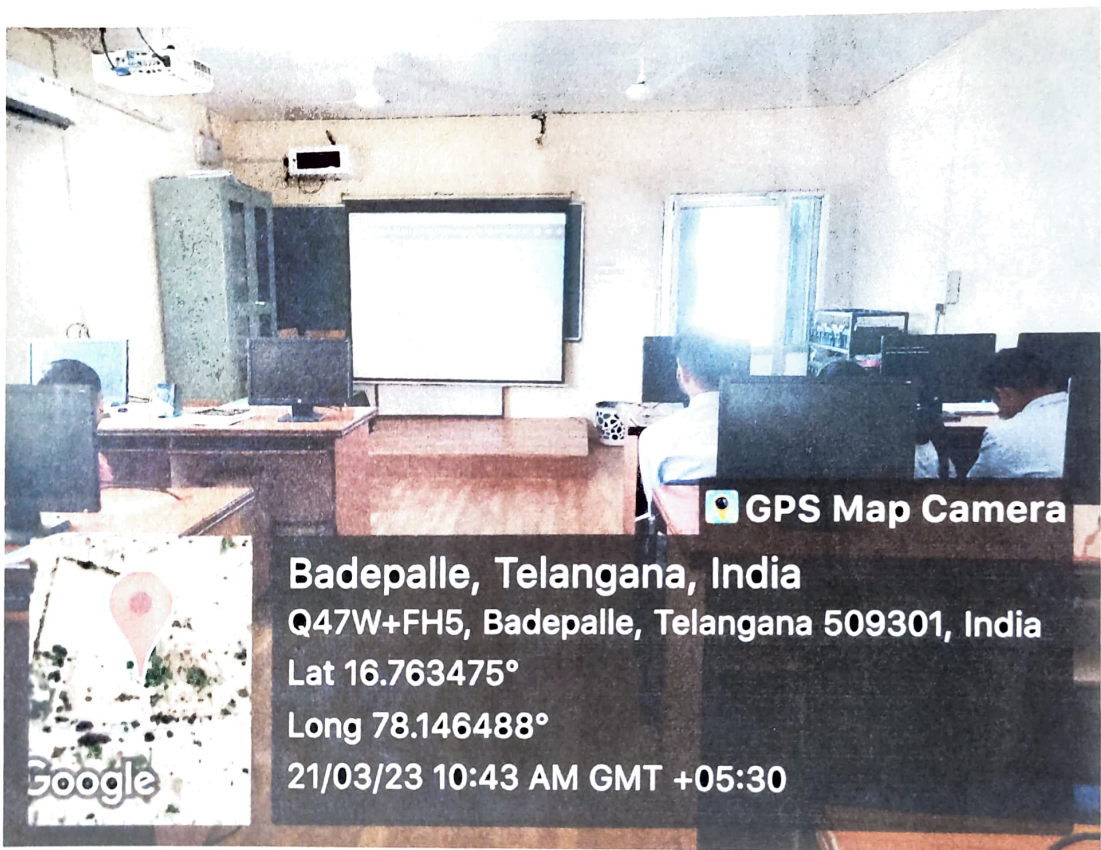 GPS Map Camera
Badepalle, Telangana, India
Q47W+FH5, Badepalle, Telangana 509301, India
Lat 16.763475°
Long 78.146488°
21/03/23 10:43 AM GMT +05:30
Google